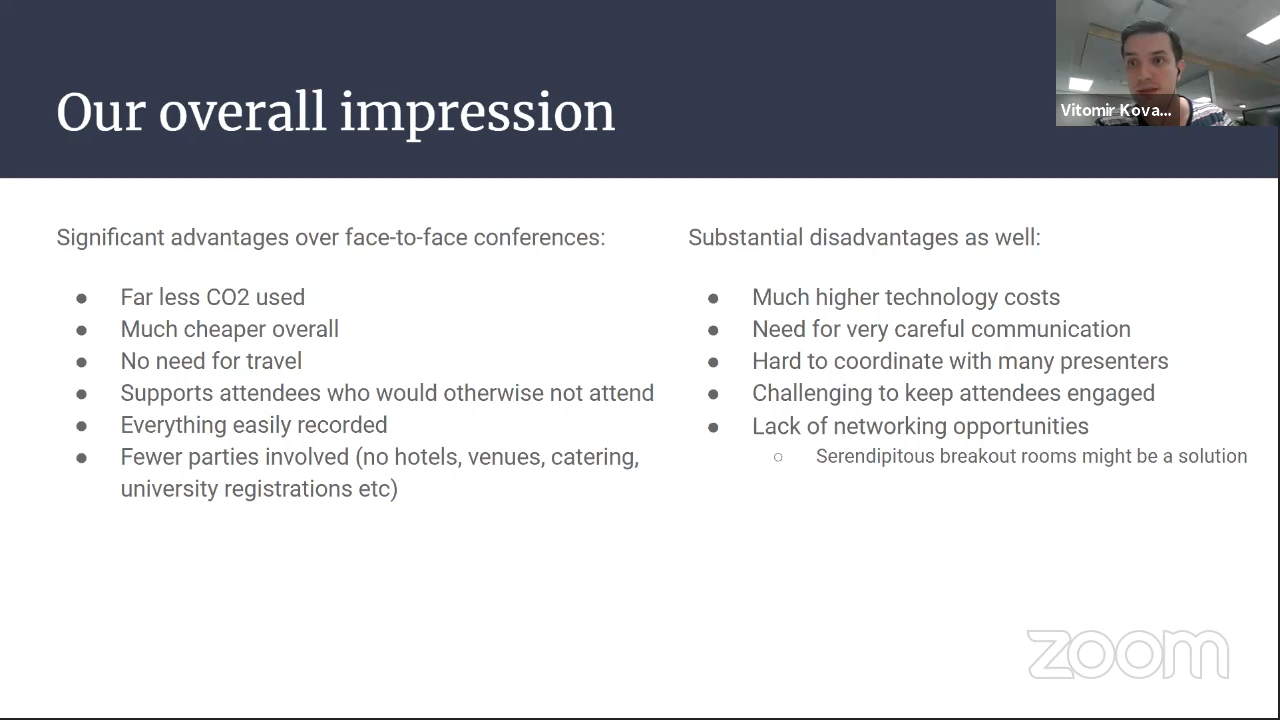 Our overall impression
Vitomir Kova...
Significant advantages over face-to-face conferences:
● Far less CO2 used
● Much cheaper overall
● No need for travel
● Supports attendees who would otherwise not attend
● Everything easily recorded
● Fewer parties involved (no hotels, venues, catering,
university registrations etc)
Substantial disadvantages as well:
● Much higher technology costs
● Need for very careful communication
● Hard to coordinate with many presenters
● Challenging to keep attendees engaged
● Lack of networking opportunities
○ Serendipitous breakout rooms might be a solution
zoom